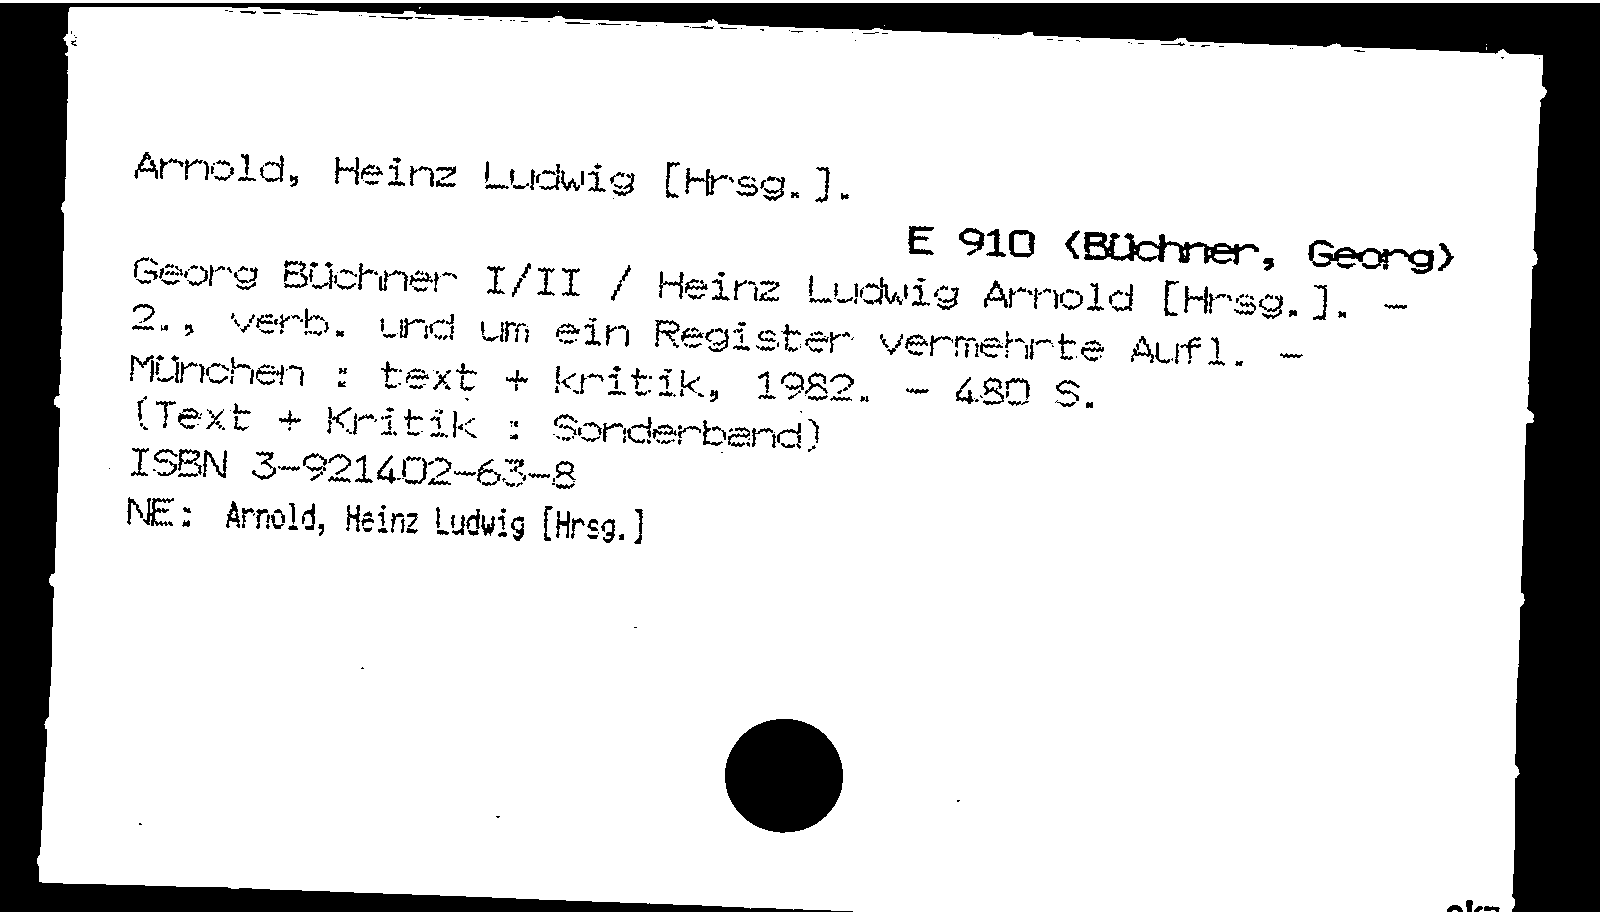 Arnold, Heinz Ludwig [Hrsg.].
E 910 (Büchner, Georg)
Georg Büchner I/II / Heinz Ludwig Arnold [Hrsg.]. -
2., verb. und um ein Register vermehrte Aufl. -
München : text + kritik, 1982. - 480 S.
(Text + Kritik : Sonderband)
ISBN 3-921402-63-8
NE: Arnold, Heinz Ludwig [Hrsg.]